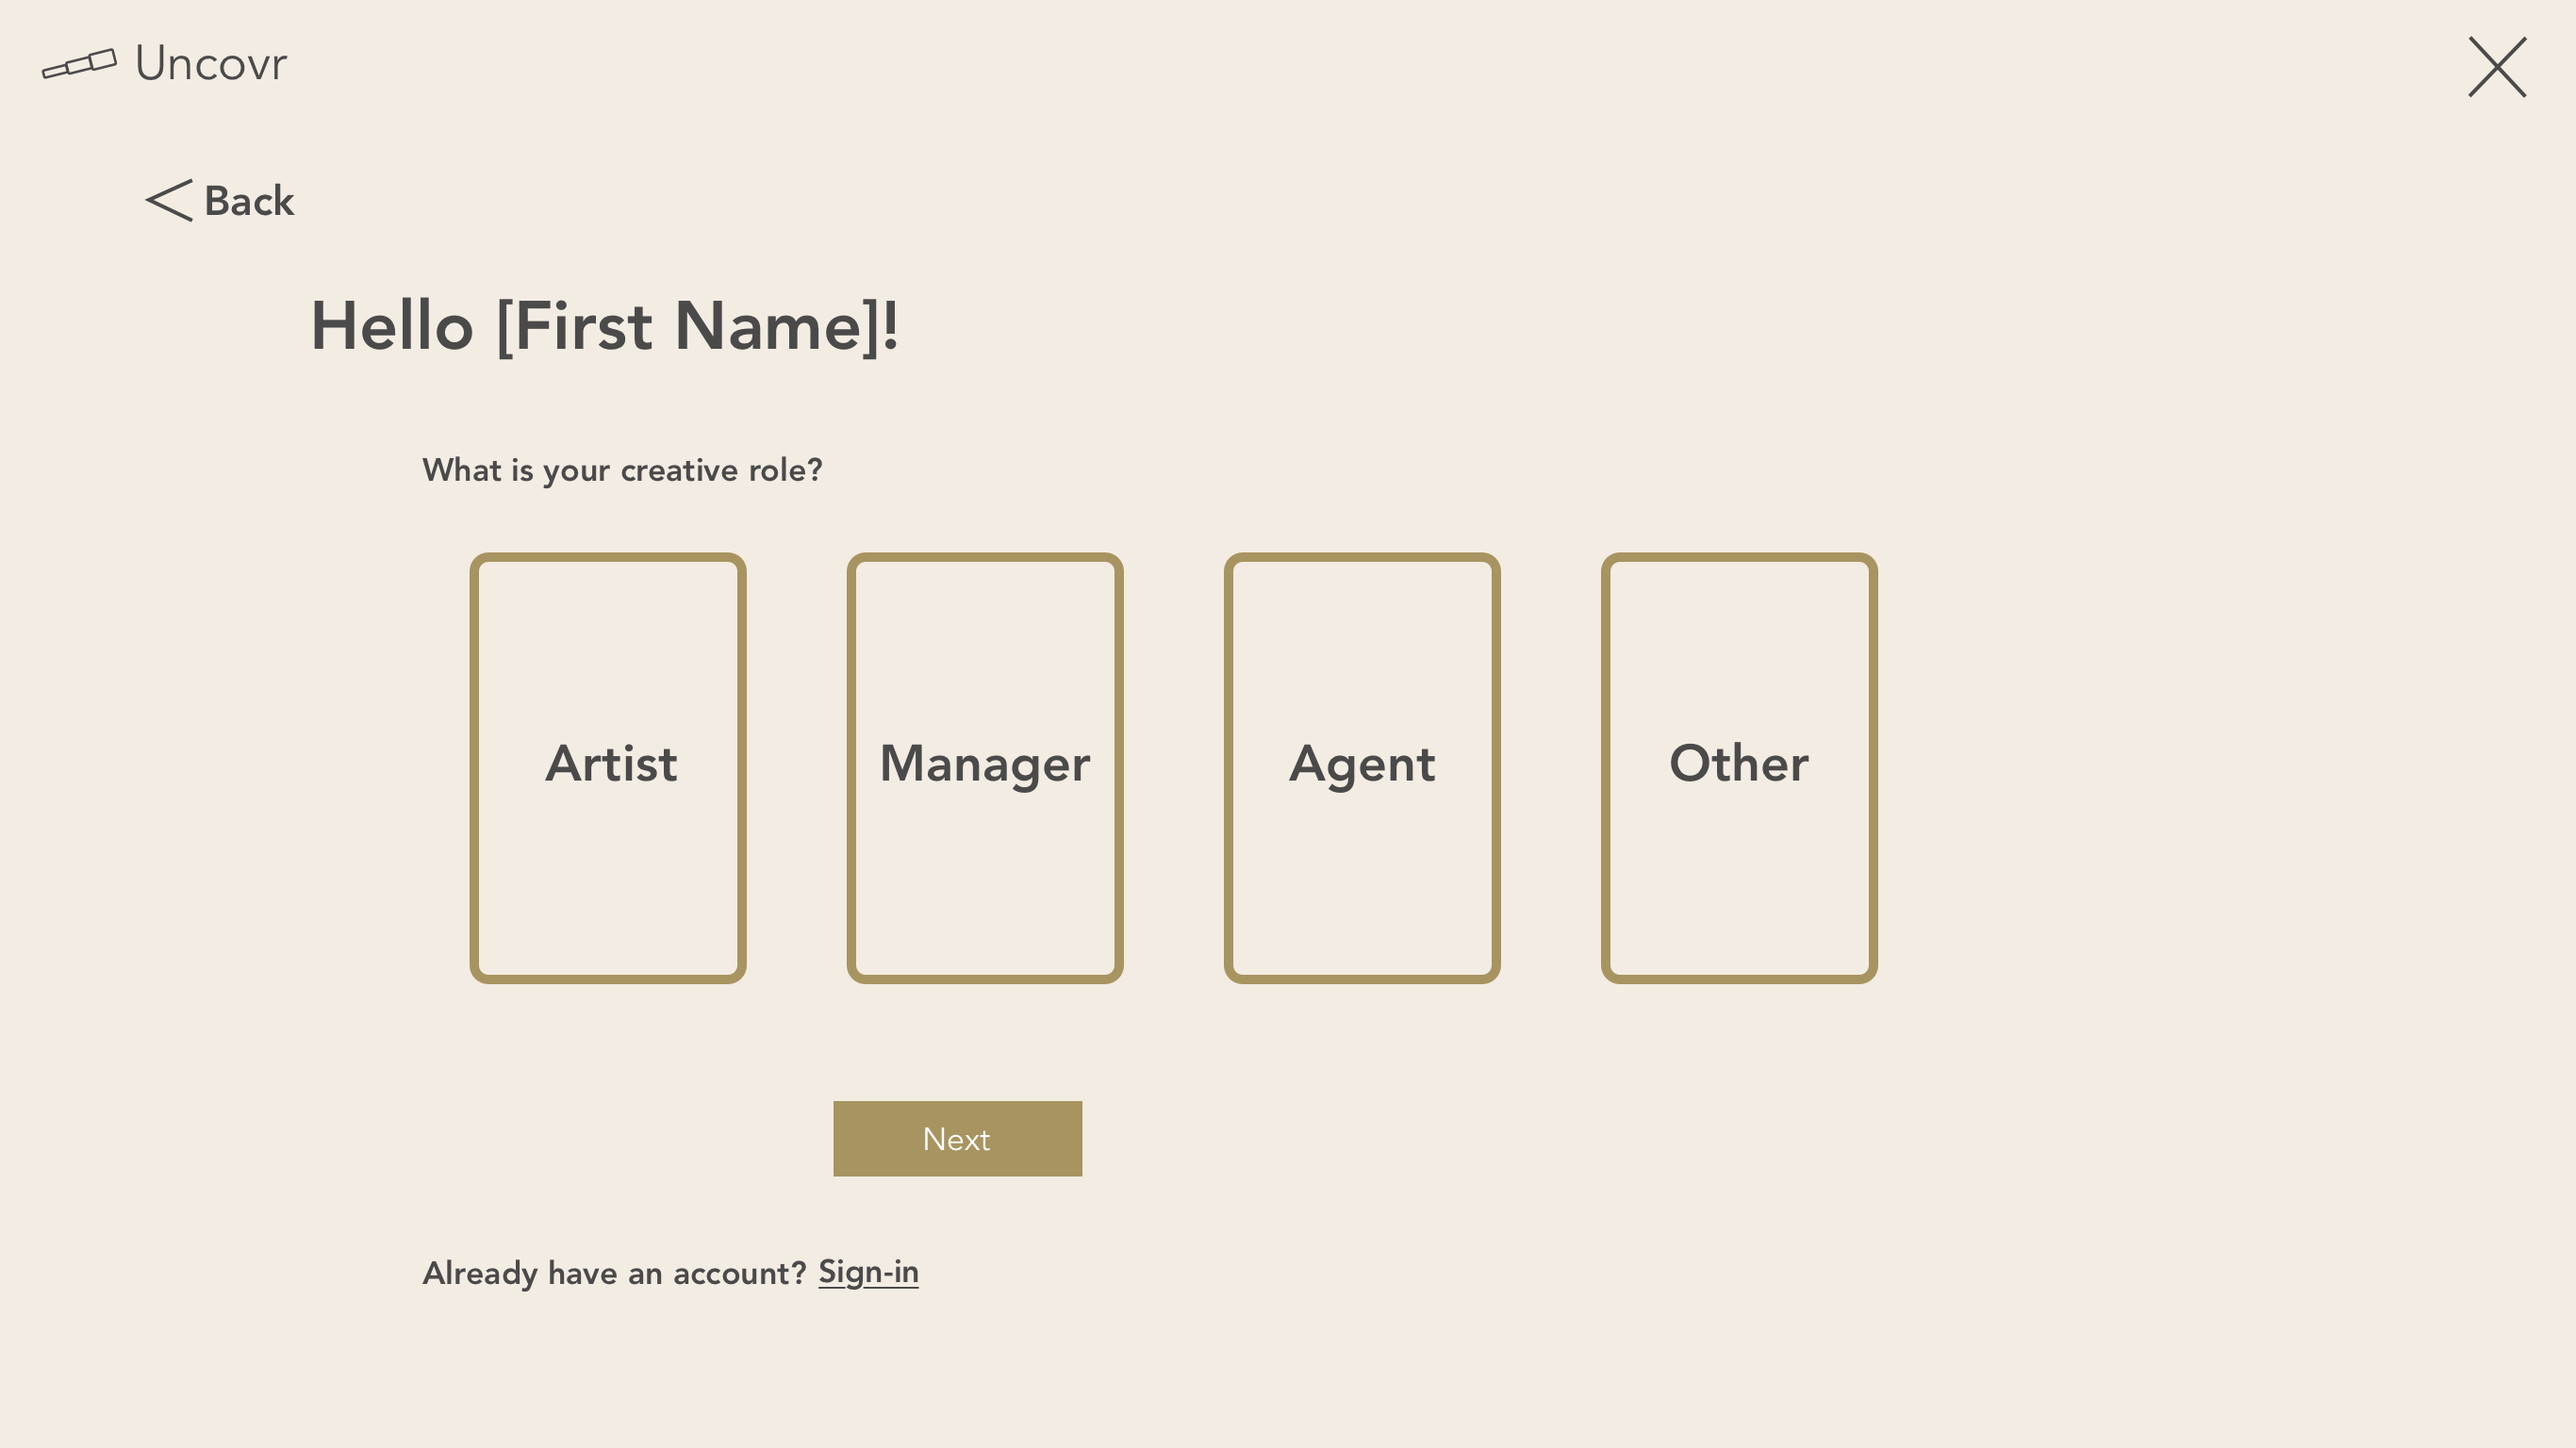 Uncovr
Back
Hello [First Name]!
What is your creative role?
Artist
Manager
Agent
Other
Next
Already have an account? Sign-in